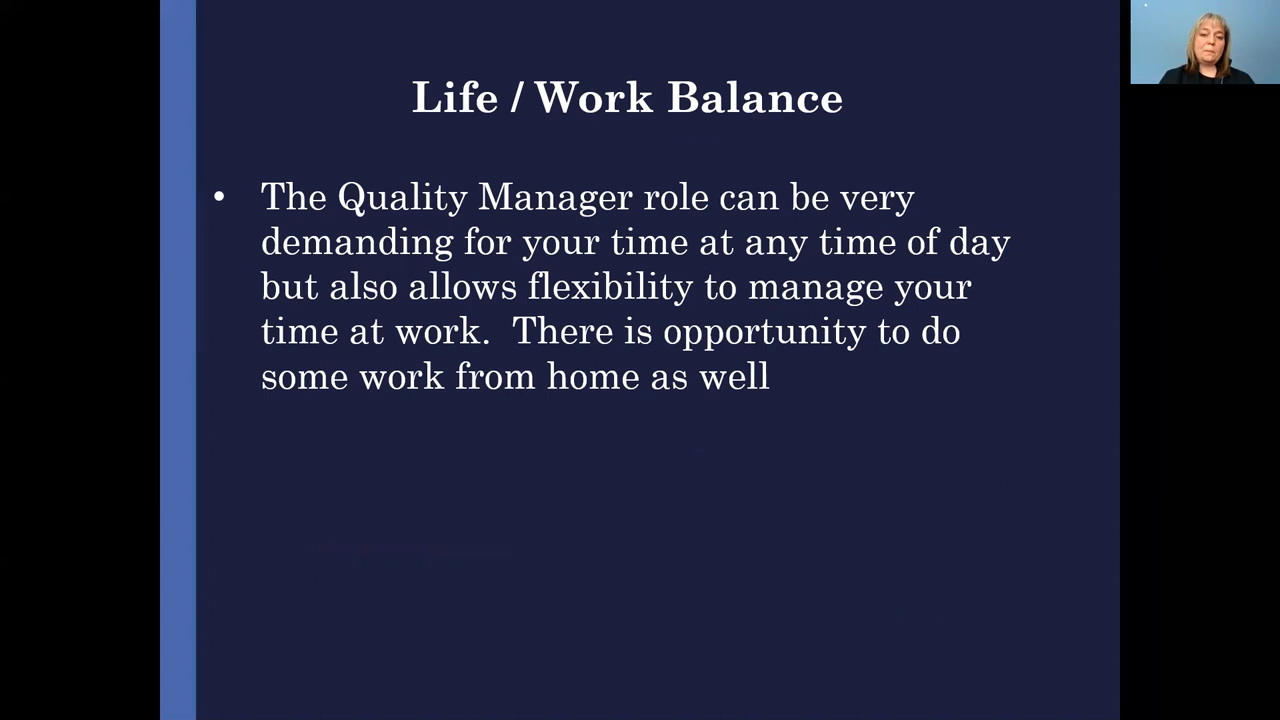 Life / Work Balance
• The Quality Manager role can be very
demanding for your time at any time of day
but also allows flexibility to manage your
time at work.  There is opportunity to do
some work from home as well